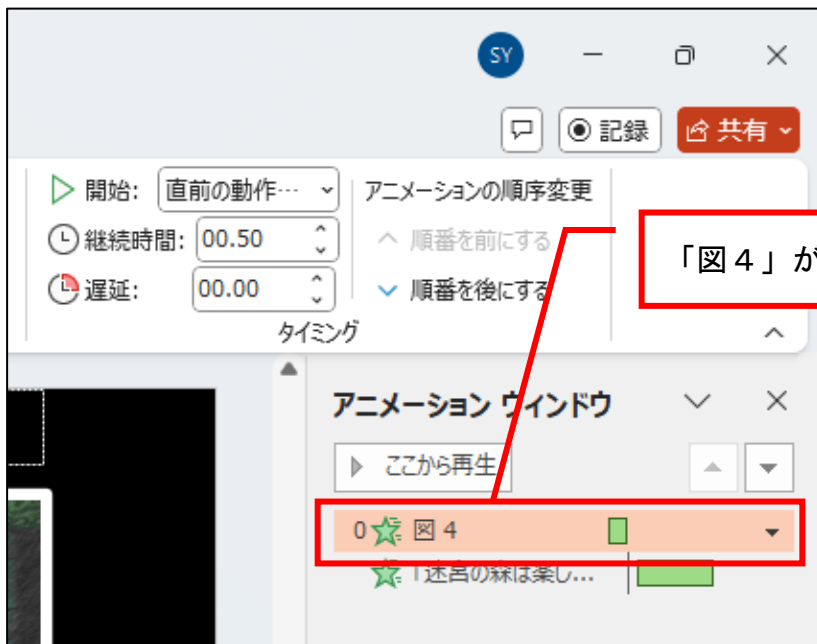 SY
記録
共有
開始: 直前の動作…
アニメーションの順序変更
継続時間: 00.50
順番を前にする
遅延: 00.00
順番を後にする
タイミング
「図４」が
アニメーション ウィンドウ
ここから再生
0 図 4
「迷宮の森は楽し...